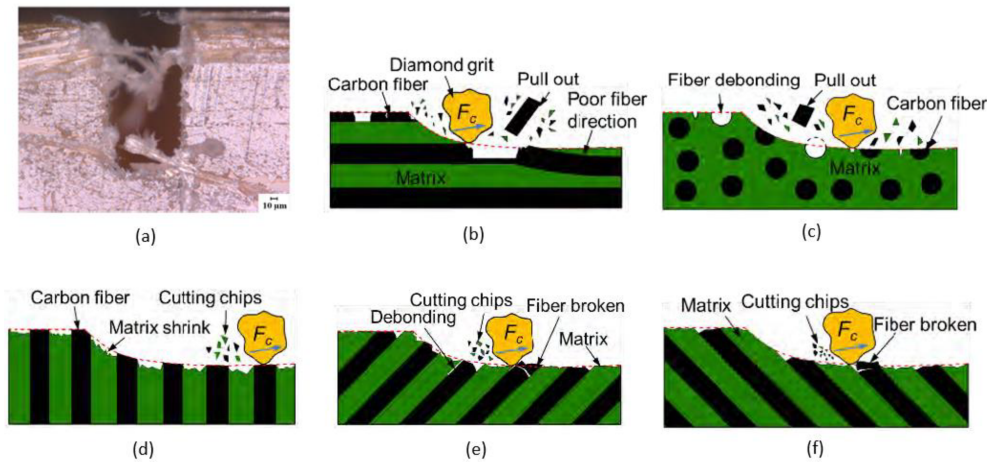 10 µm
(a)
Diamond grit
Carbon fiber
Pull out
Poor fiber
direction
Fc
Matrix
(b)
Fiber debonding
Pull out
Carbon fiber
Fc
Matrix
(c)
Carbon fiber
Cutting chips
Matrix shrink
Fc
(d)
Cutting chips
Debonding
Fiber broken
Matrix
Fc
(e)
Matrix
Cutting chips
Fiber broken
Fc
(f)